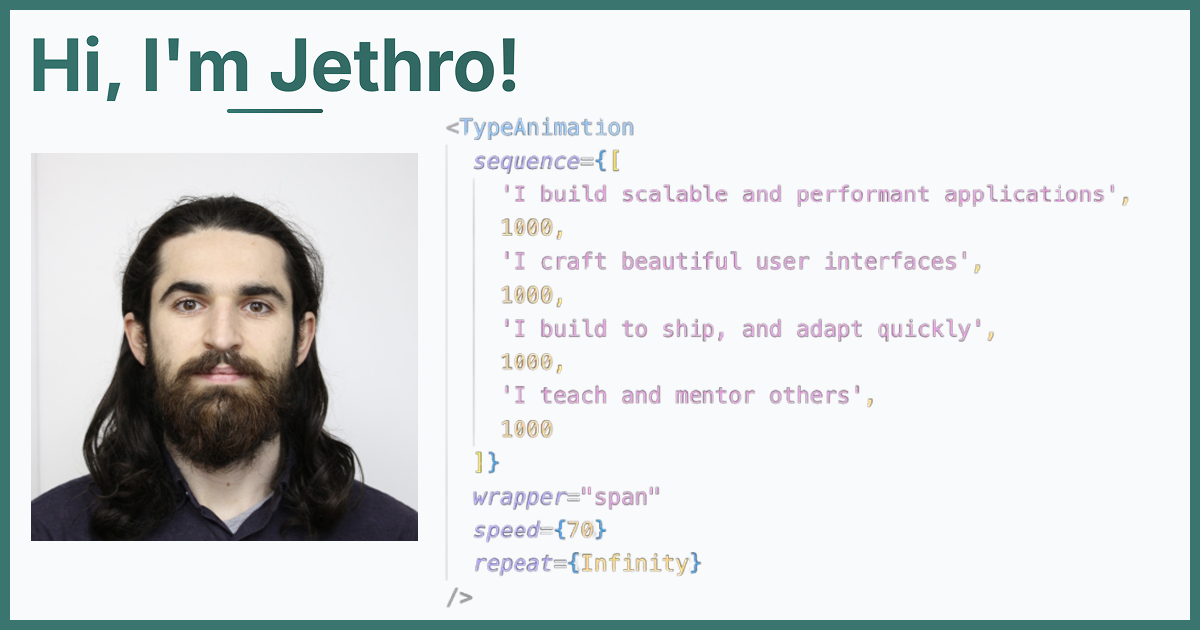 Hi, I'm Jethro!
<TypeAnimation
sequence={[
'I build scalable and performant applications',
1000,
'I craft beautiful user interfaces',
1000,
'I build to ship, and adapt quickly',
1000,
'I teach and mentor others',
1000
]}
wrapper="span"
speed={70}
repeat={Infinity}
/>